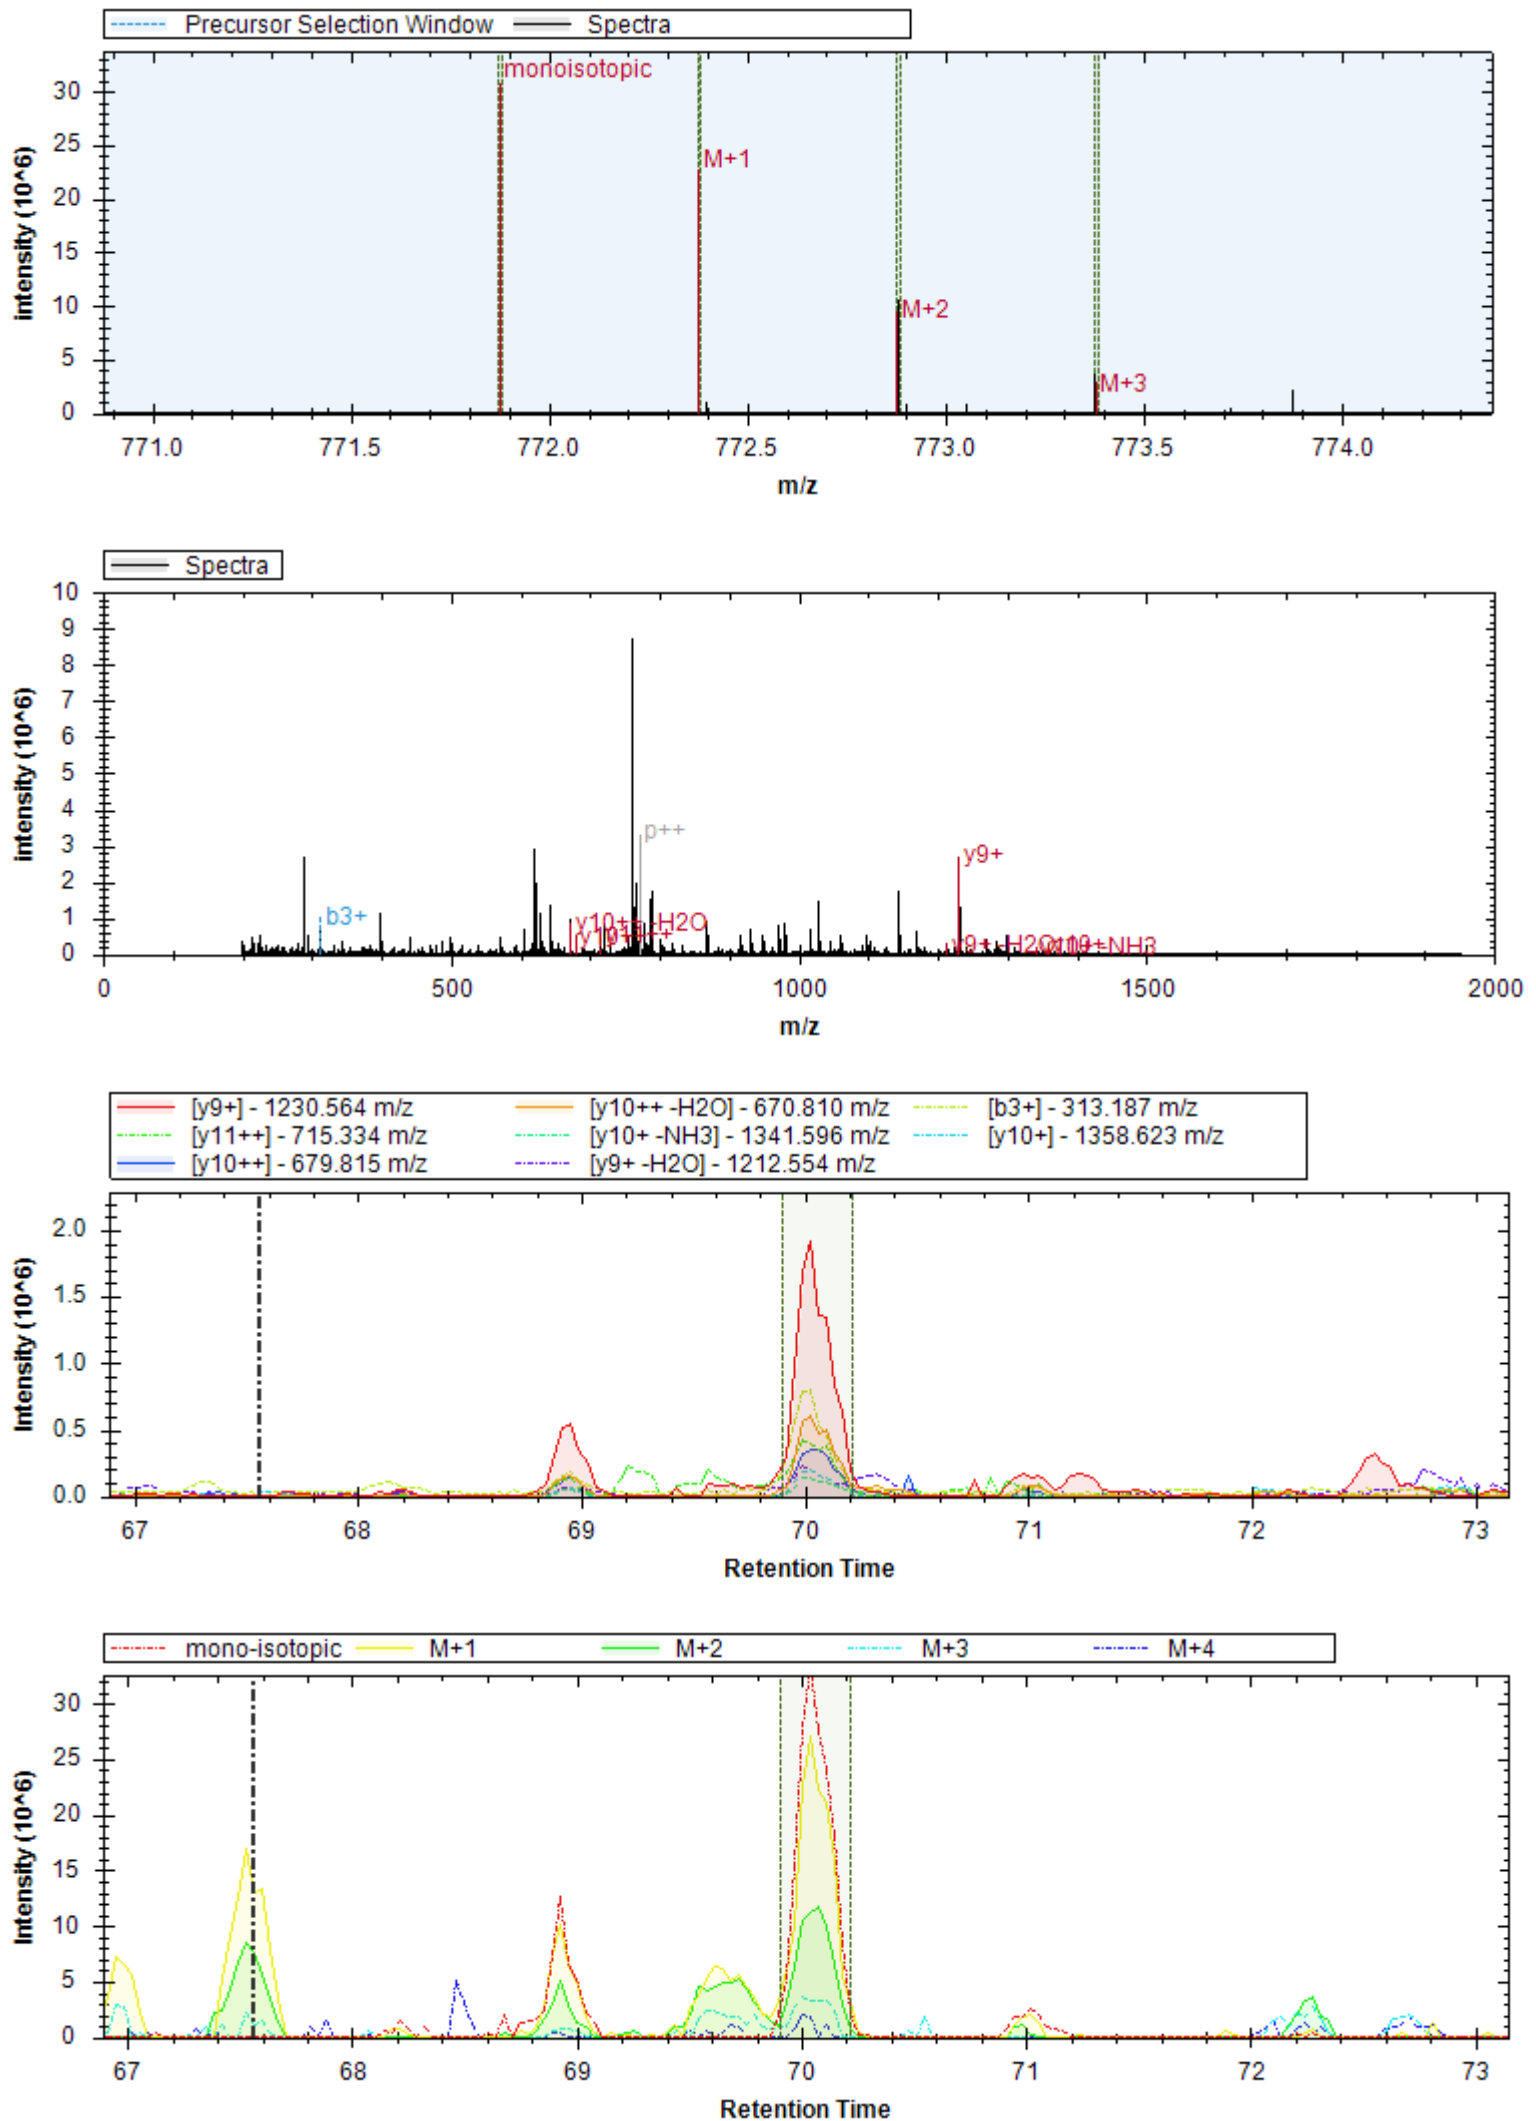 Precursor Selection Window Spectra
monoisotopic
M+1
M+2
M+3
intensity (10^6)
30
25
20
15
10
5
0
771.0 771.5 772.0 772.5 773.0 773.5 774.0
m/z
Spectra
intensity (10^6)
10
9
8
7
6
5
4
3
2
1
0
p++
y9+
b3+
y10++ -H2O
y9+ -H2O
0 500 1000 1500 2000
m/z
[y9+] - 1230.564 m/z [y10++ -H2O] - 670.810 m/z [b3+] - 313.187 m/z
[y11++] - 715.334 m/z [y10+ -NH3] - 1341.596 m/z [y10+] - 1358.623 m/z
[y10++] - 679.815 m/z [y9+ -H2O] - 1212.554 m/z
Intensity (10^6)
2.0
1.5
1.0
0.5
0.0
67 68 69 70 71 72 73
Retention Time
mono-isotopic M+1 M+2 M+3 M+4
Intensity (10^6)
30
25
20
15
10
5
0
67 68 69 70 71 72 73
Retention Time